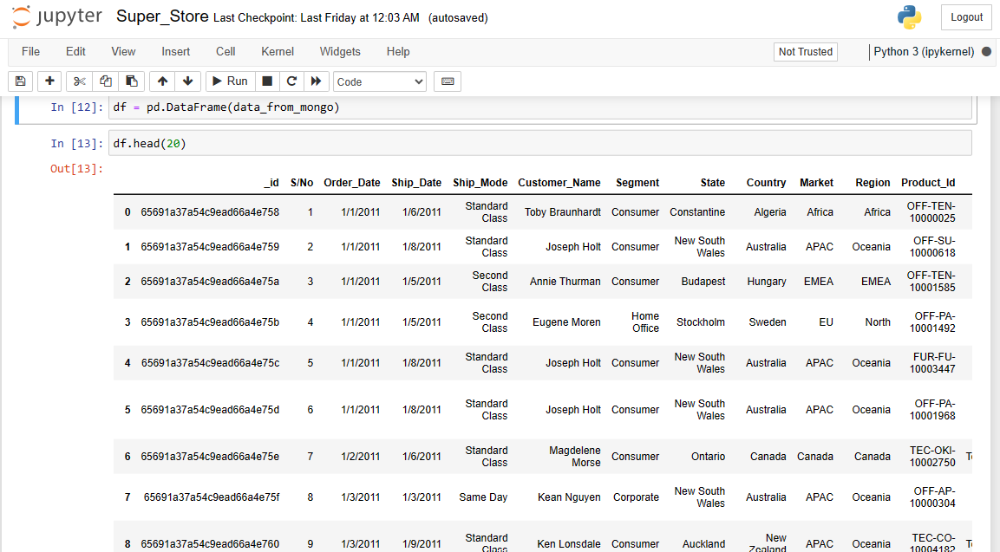 jupyter Super_Store Last Checkpoint: Last Friday at 12:03 AM (autosaved) Logout
File Edit View Insert Cell Kernel Widgets Help Not Trusted Python 3 (ipykernel)
Run Code
In [12]: df = pd.DataFrame(data_from_mongo)
In [13]: df.head(20)
Out[13]:
_id S/No Order_Date Ship_Date Ship_Mode Customer_Name Segment State Country Market Region Product_Id
0 65691a37a54c9ead66a4e758 1 1/1/2011 1/6/2011 Standard Class Toby Braunhardt Consumer Constantine Algeria Africa Africa OFF-TEN-10000025
1 65691a37a54c9ead66a4e759 2 1/1/2011 1/8/2011 Standard Class Joseph Holt Consumer New South Wales Australia APAC Oceania OFF-SU-10000618
2 65691a37a54c9ead66a4e75a 3 1/1/2011 1/5/2011 Second Class Annie Thurman Consumer Budapest Hungary EMEA EMEA OFF-TEN-10001585
3 65691a37a54c9ead66a4e75b 4 1/1/2011 1/5/2011 Second Class Eugene Moren Home Office Stockholm Sweden EU North OFF-PA-10001492
4 65691a37a54c9ead66a4e75c 5 1/1/2011 1/8/2011 Standard Class Joseph Holt Consumer New South Wales Australia APAC Oceania FUR-FU-10003447
5 65691a37a54c9ead66a4e75d 6 1/1/2011 1/8/2011 Standard Class Joseph Holt Consumer New South Wales Australia APAC Oceania OFF-PA-10001968
6 65691a37a54c9ead66a4e75e 7 1/2/2011 1/6/2011 Standard Class Magdelene Morse Consumer Ontario Canada Canada Canada TEC-OKI-10002750
7 65691a37a54c9ead66a4e75f 8 1/3/2011 1/3/2011 Same Day Kean Nguyen Corporate New South Wales Australia APAC Oceania OFF-AP-10000304
8 65691a37a54c9ead66a4e760 9 1/3/2011 1/9/2011 Standard Class Ken Lonsdale Consumer Auckland New Zealand APAC Oceania TEC-CO-10004182